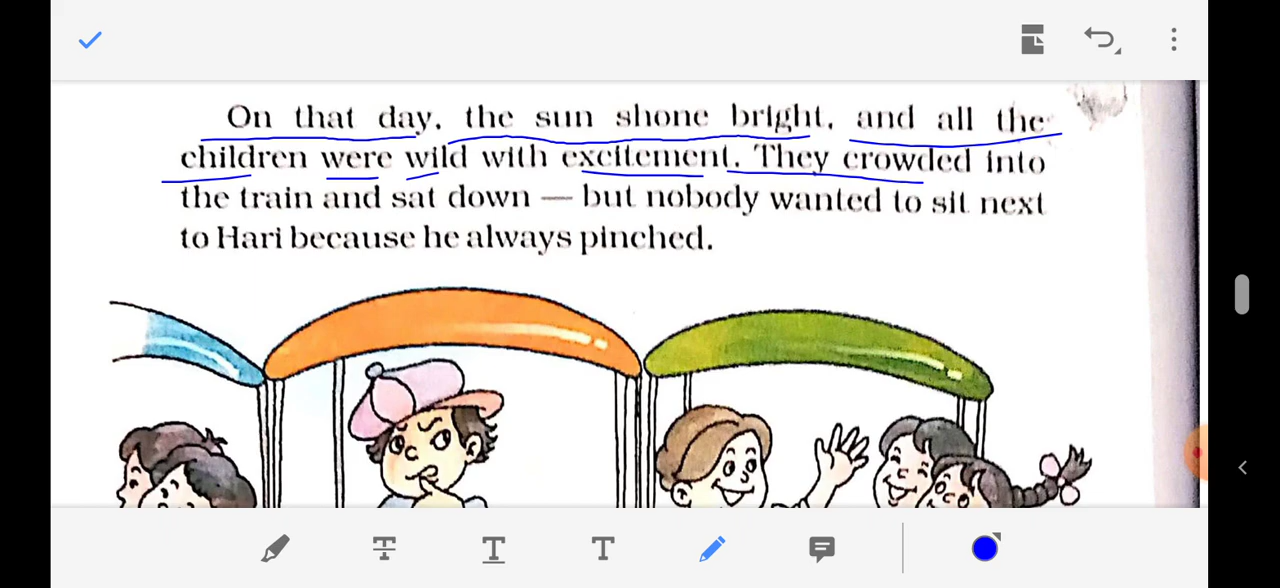 On that day, the sun shone bright, and all the
children were wild with excitement. They crowded into
the train and sat down — but nobody wanted to sit next
to Hari because he always pinched.